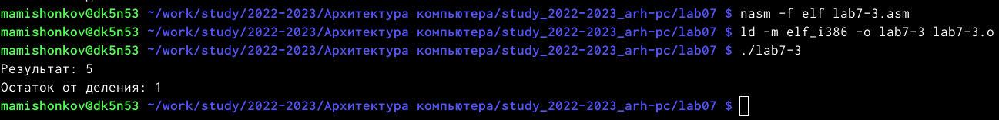 mamishonkov@dk5n53 ~/work/study/2022-2023/Архитектура компьютера/study_2022-2023_arh-pc/lab07 $ nasm -f elf lab7-3.asm
mamishonkov@dk5n53 ~/work/study/2022-2023/Архитектура компьютера/study_2022-2023_arh-pc/lab07 $ ld -m elf_i386 -o lab7-3 lab7-3.o
mamishonkov@dk5n53 ~/work/study/2022-2023/Архитектура компьютера/study_2022-2023_arh-pc/lab07 $ ./lab7-3
Результат: 5
Остаток от деления: 1
mamishonkov@dk5n53 ~/work/study/2022-2023/Архитектура компьютера/study_2022-2023_arh-pc/lab07 $